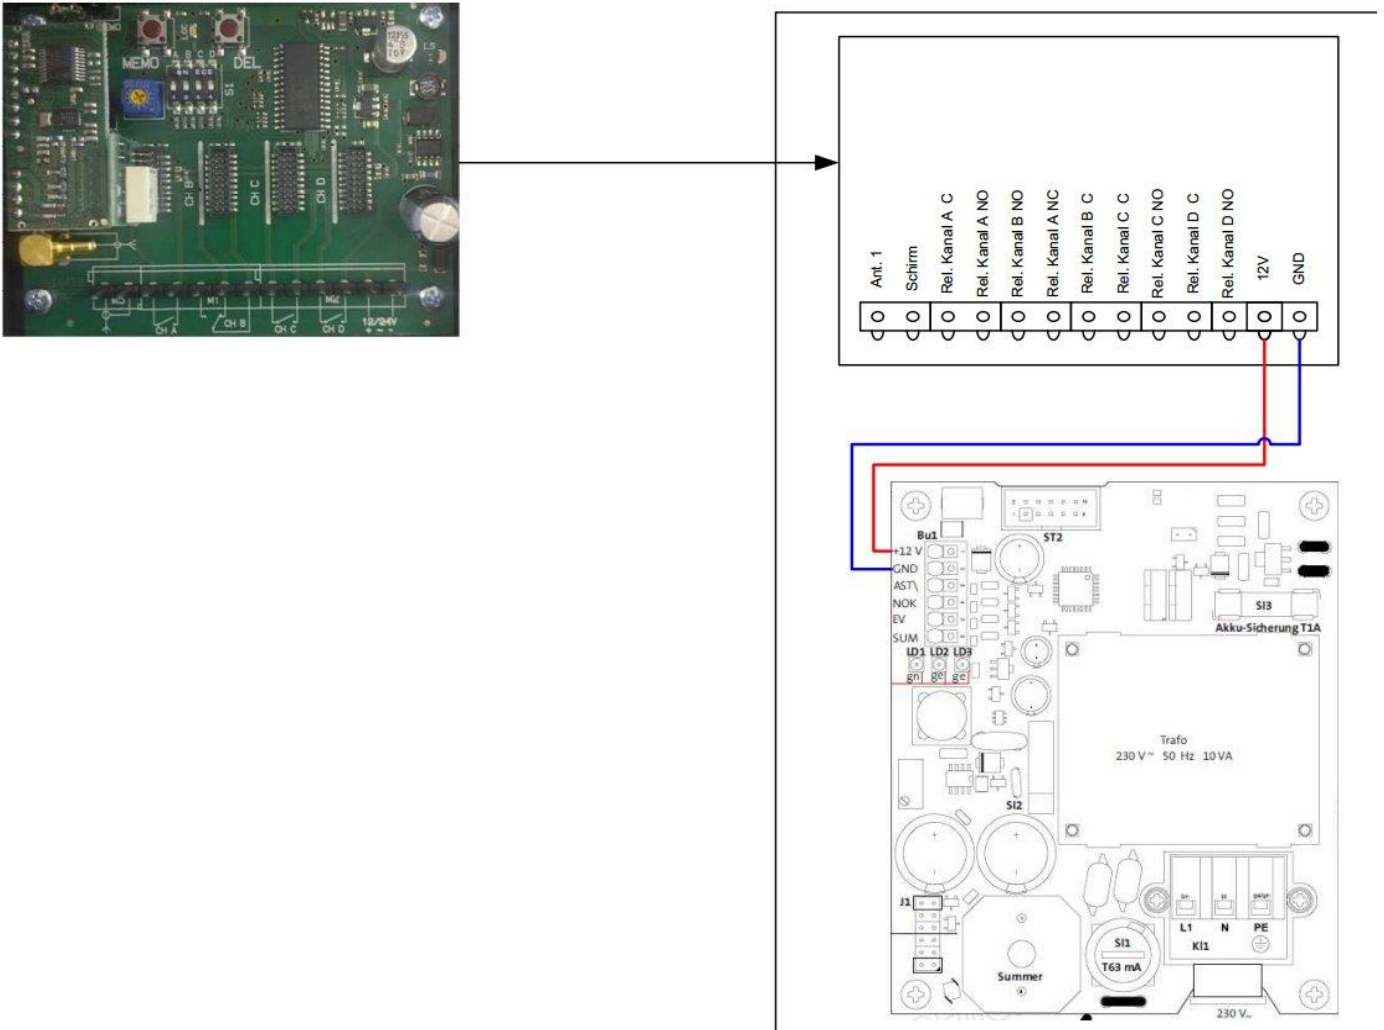 MEMO
DEL
A B C D
S1
CH B
CH C
CH D
M1
CH A
CH B
CH C
CH D
12/24V
+ - -
Ant. 1
Schirm
Rel. Kanal A C
Rel. Kanal A NO
Rel. Kanal B NO
Rel. Kanal A NC
Rel. Kanal B C
Rel. Kanal C C
Rel. Kanal C NO
Rel. Kanal D C
Rel. Kanal D NO
12V
GND
Bu1
ST2
+12 V
GND
AST\
NOK
EV
SUM
LD1 LD2 LD3
gn ge ge
SI3
Akku-Sicherung T1A
Trafo
230 V~ 50 Hz 10 VA
SI2
J1
L1 N PE
Kl1
SI1
T63 mA
Summer
230 V~